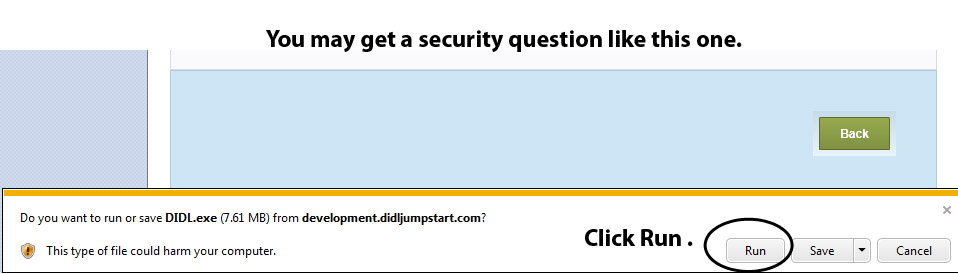 You may get a security question like this one.
Back
Do you want to run or save DIDL.exe (7.61 MB) from development.didljumpstart.com?
×
This type of file could harm your computer.
Click Run .
Run
Save
Cancel